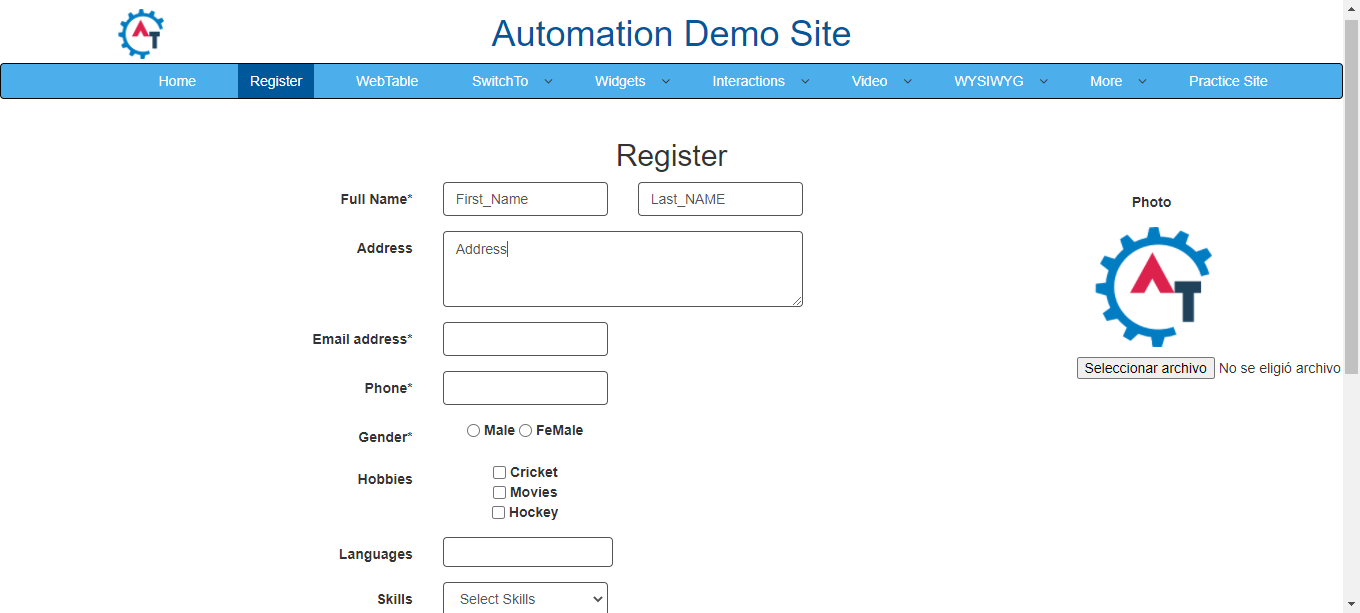 AT
Automation Demo Site
Home Register WebTable SwitchTo Widgets Interactions Video WYSIWYG More Practice Site
Register
Full Name* First_Name Last_NAME
Photo
Address Address
AT
Email address*
Seleccionar archivo No se eligió archivo
Phone*
Gender* Male FeMale
Hobbies Cricket
Movies
Hockey
Languages
Skills Select Skills